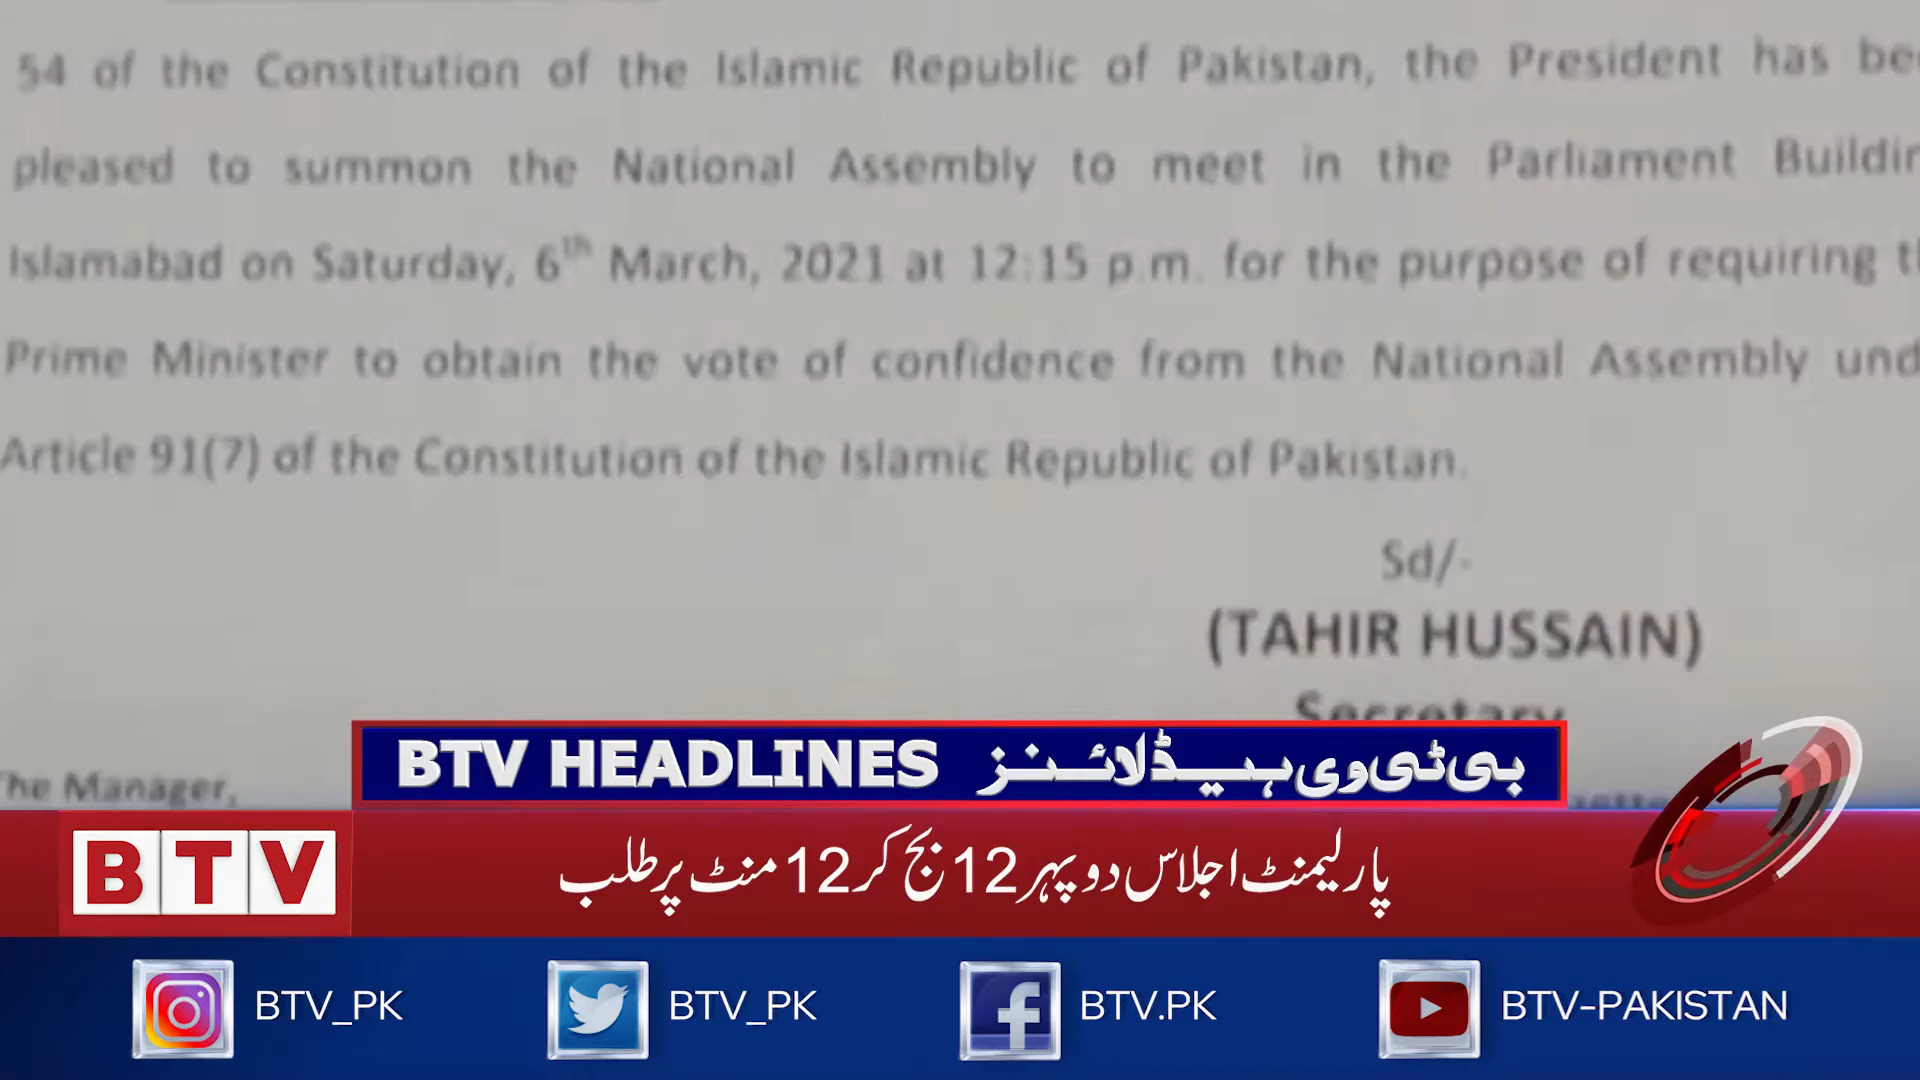 54 of the Constitution of the Islamic Republic of Pakistan, the President has
pleased to summon the National Assembly to meet in the Parliament
Islamabad on Saturday, 6th March, 2021 at 12:15 p.m. for the purpose of requiring
Prime Minister to obtain the vote of confidence from the National Assembly
Article 91(7) of the Constitution of the Islamic Republic of Pakistan.
Sd/-
(TAHIR HUSSAIN)
Secretary
The Manager,
BTV HEADLINES بی ٹی وی ہیڈ لائنز
BTV
پارلیمنٹ اجلاس دوپہر 12 بج کر 12 منٹ پر طلب
BTV_PK
BTV_PK
BTV.PK
BTV-PAKISTAN